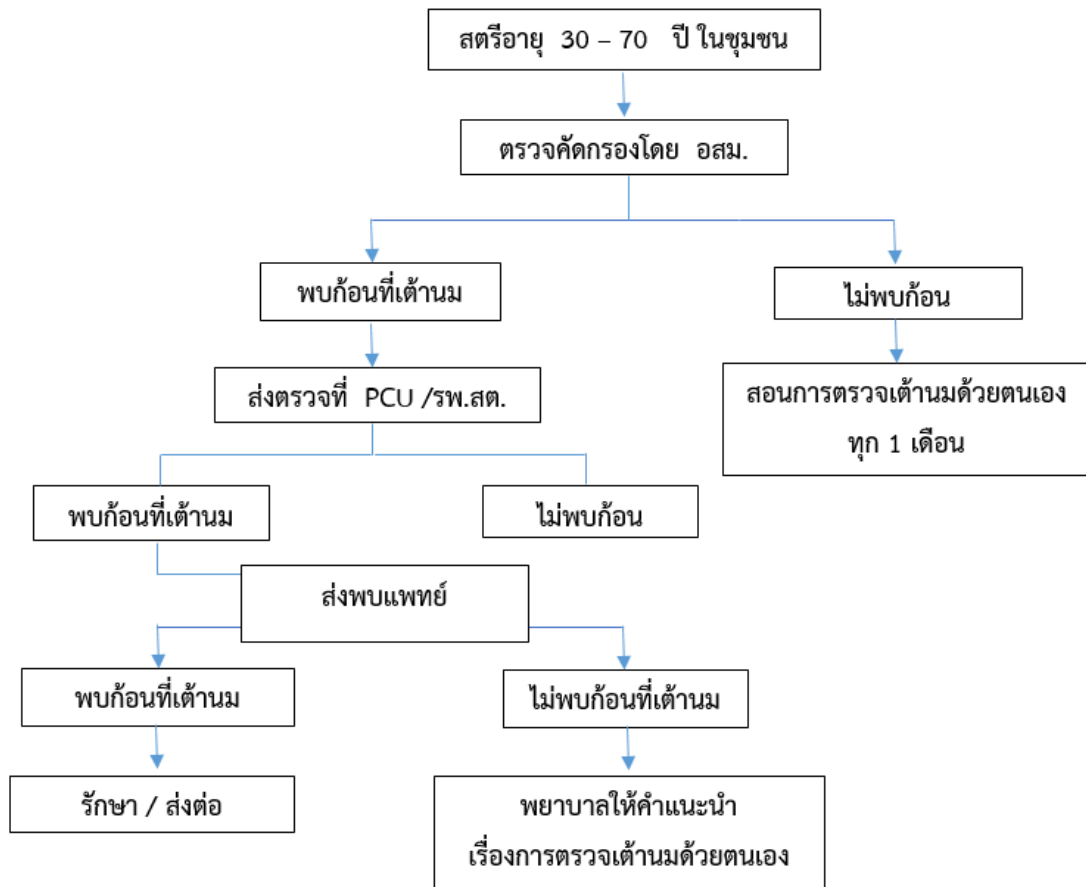 สตรีอายุ 30 – 70 ปี ในชุมชน
ตรวจคัดกรองโดย อสม.
พบก้อนที่เต้านม
ไม่พบก้อน
ส่งตรวจที่ PCU /รพ.สต.
สอนการตรวจเต้านมด้วยตนเอง
ทุก 1 เดือน
พบก้อนที่เต้านม
ไม่พบก้อน
ส่งพบแพทย์
พบก้อนที่เต้านม
ไม่พบก้อนที่เต้านม
รักษา / ส่งต่อ
พยาบาลให้คำแนะนำ
เรื่องการตรวจเต้านมด้วยตนเอง